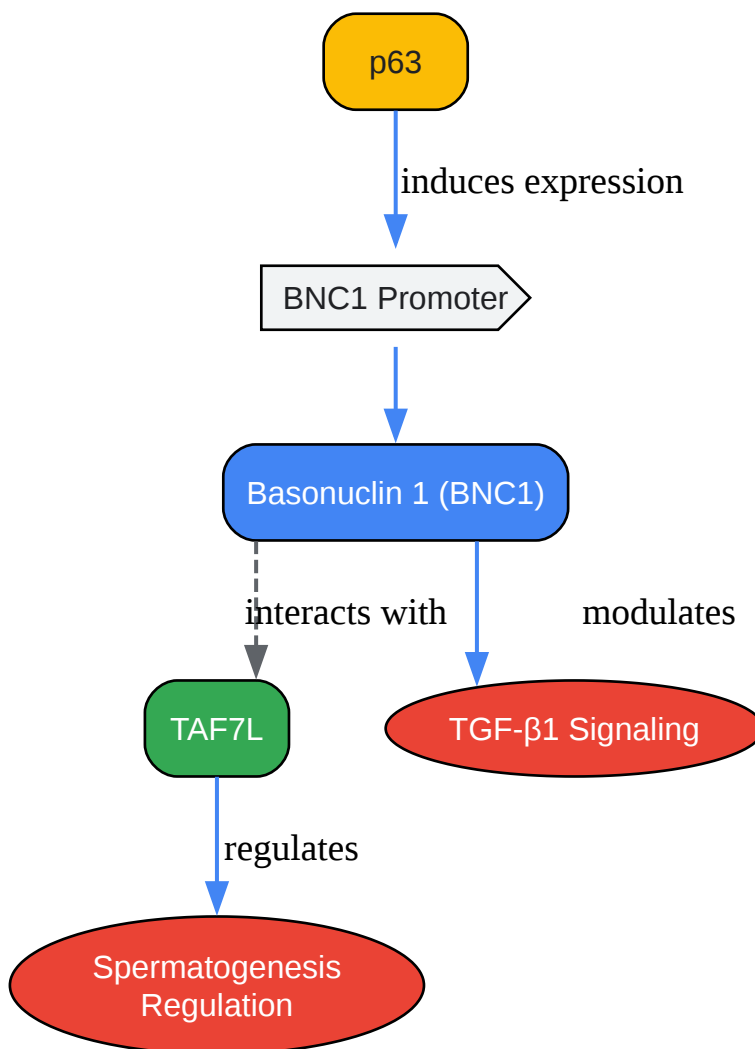 p63
induces expression
BNC1 Promoter
Basonuclin 1 (BNC1)
interacts with
modulates
TAF7L
TGF-β1 Signaling
regulates
Spermatogenesis
Regulation